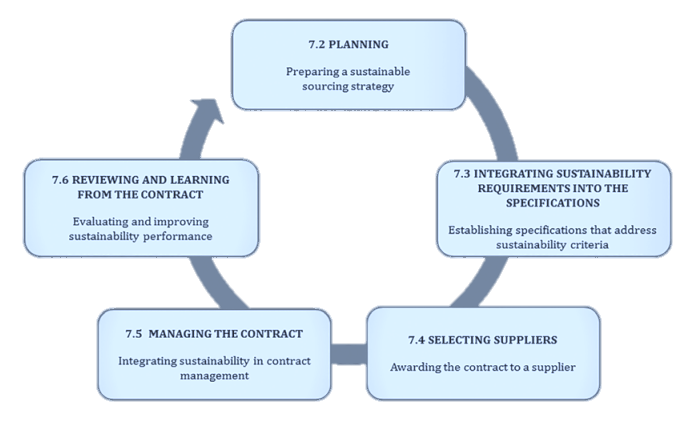 7.2 PLANNING
Preparing a sustainable
sourcing strategy
7.3 INTEGRATING SUSTAINABILITY
REQUIREMENTS INTO THE
SPECIFICATIONS
Establishing specifications that address
sustainability criteria
7.4 SELECTING SUPPLIERS
Awarding the contract to a supplier
7.5 MANAGING THE CONTRACT
Integrating sustainability in contract
management
7.6 REVIEWING AND LEARNING
FROM THE CONTRACT
Evaluating and improving
sustainability performance